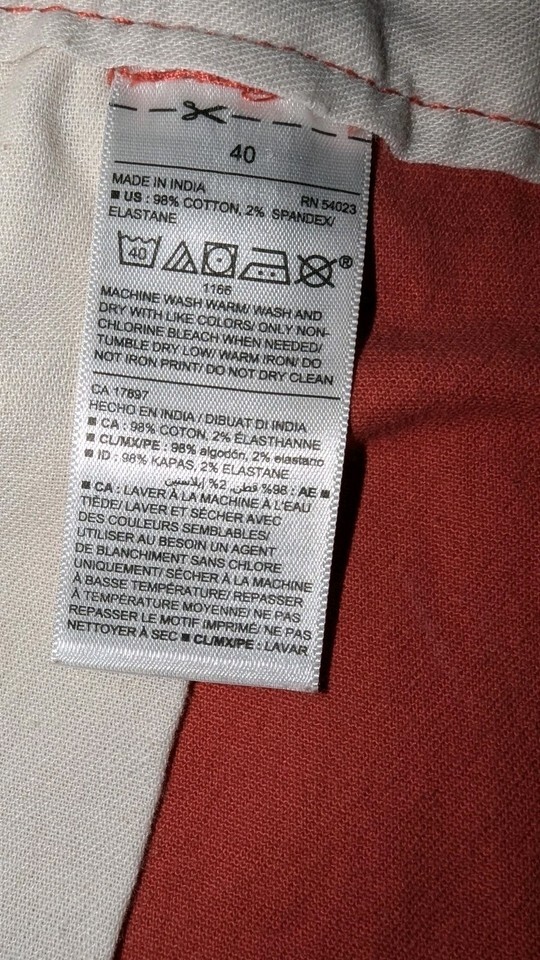 40
MADE IN INDIA RN 54023
■ US : 98% COTTON, 2% SPANDEX/
ELASTANE
40 ®
1166
MACHINE WASH WARM/ WASH AND
DRY WITH LIKE COLORS/ ONLY NON-
CHLORINE BLEACH WHEN NEEDED/
TUMBLE DRY LOW/ WARM IRON/ DO
NOT IRON PRINT/ DO NOT DRY CLEAN
CA 17897
HECHO EN INDIA / DIBUAT DI INDIA
■ CA : 98% COTON, 2% ÉLASTHANNE
■ CL/MX/PE : 98% algodón, 2% elastano
■ ID : 98% KAPAS, 2% ELASTANE
■ AE : 98% قطن, 2% إيلاستين
■ CA : LAVER À LA MACHINE À L'EAU
TIÈDE/ LAVER ET SÉCHER AVEC
DES COULEURS SEMBLABLES/
UTILISER AU BESOIN UN AGENT
DE BLANCHIMENT SANS CHLORE
UNIQUEMENT/ SÉCHER À LA MACHINE
À BASSE TEMPÉRATURE/ REPASSER
À TEMPÉRATURE MOYENNE/ NE PAS
REPASSER LE MOTIF IMPRIMÉ/ NE PAS
NETTOYER À SEC ■ CL/MX/PE : LAVAR